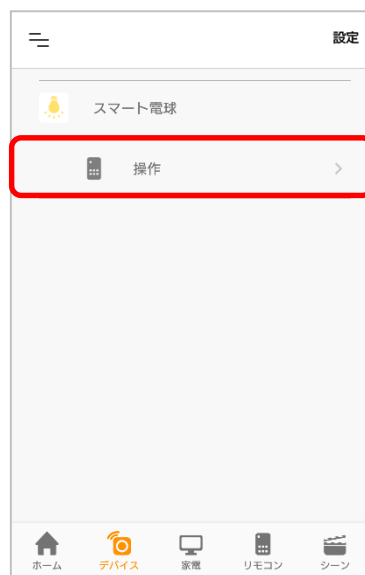 設定
スマート電球
操作
ホーム
デバイス
家電
リモコン
シーン